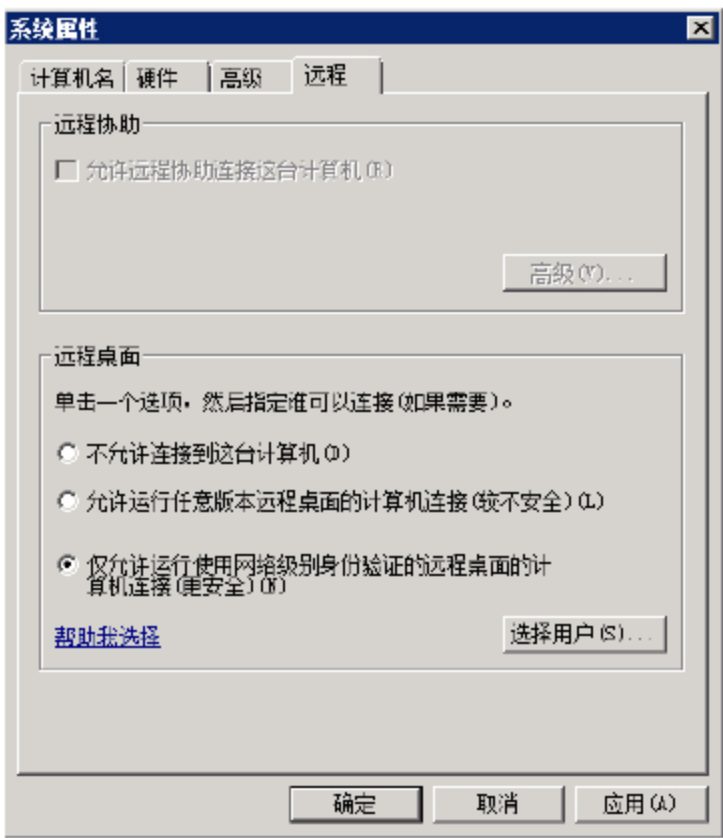 系统属性
计算机名 硬件 高级 远程
远程协助
允许远程协助连接这台计算机(R)
高级(V)...
远程桌面
单击一个选项，然后指定谁可以连接(如果需要)。
不允许连接到这台计算机(D)
允许运行任意版本远程桌面的计算机连接(较不安全)(L)
仅允许运行使用网络级别身份验证的远程桌面的计
算机连接(更安全)(N)
帮助我选择 选择用户(S)...
确定 取消 应用(A)